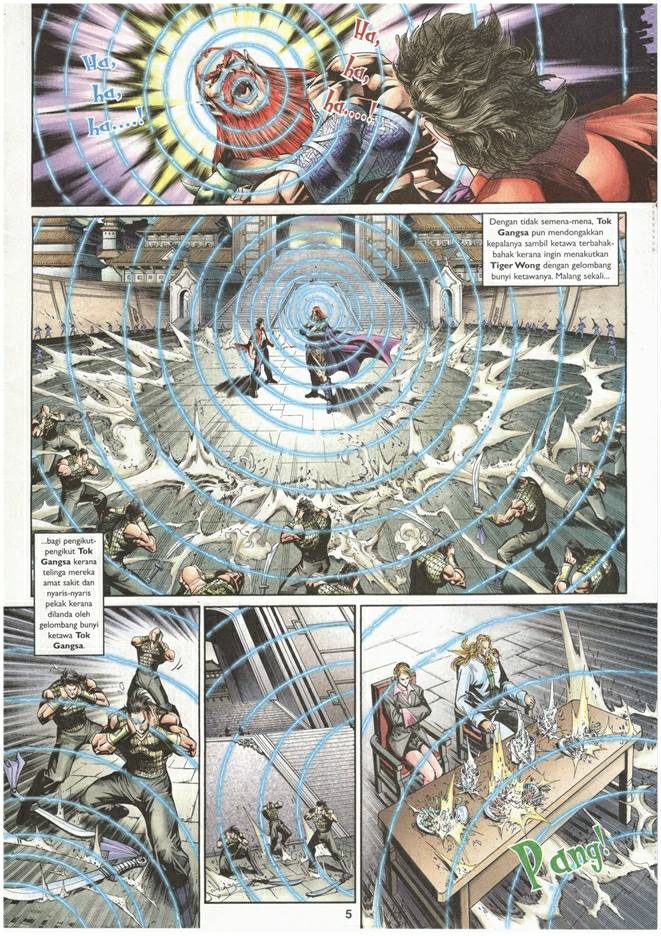 Ha,
ha,
ha....!
Ha,
ha,
ha.....!
Dengan tidak semena-mena, Tok
Gangsa pun mendongakkan
kepalanya sambil ketawa terbahak-
bahak kerana ingin menakutkan
Tiger Wong dengan gelombang
bunyi ketawanya. Malang sekali...
...bagi pengikut-
pengikut Tok
Gangsa kerana
telinga mereka
amat sakit dan
nyaris-nyaris
pekak kerana
dilanda oleh
gelombang bunyi
ketawa Tok
Gangsa.
Pang!
5